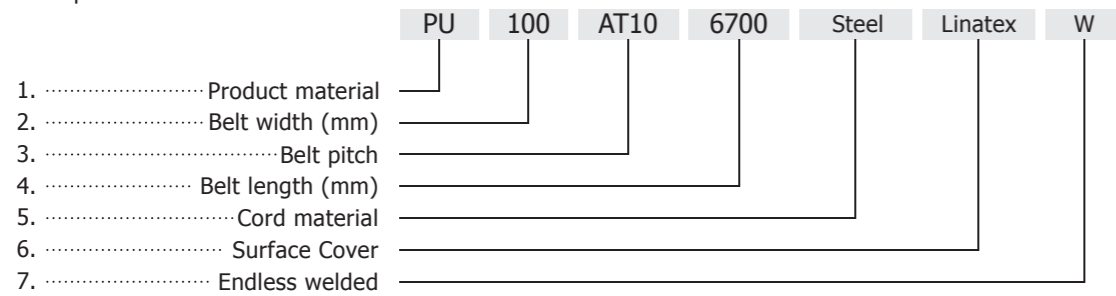 PU 100 AT10 6700 Steel Linatex W
1. Product material
2. Belt width (mm)
3. Belt pitch
4. Belt length (mm)
5. Cord material
6. Surface Cover
7. Endless welded